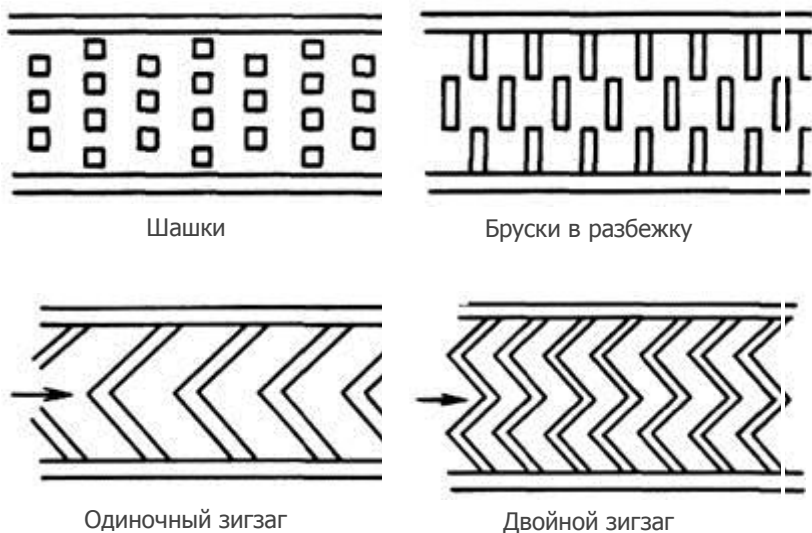 Шашки
Бруски в разбежку
Одиночный зигзаг
Двойной зигзаг